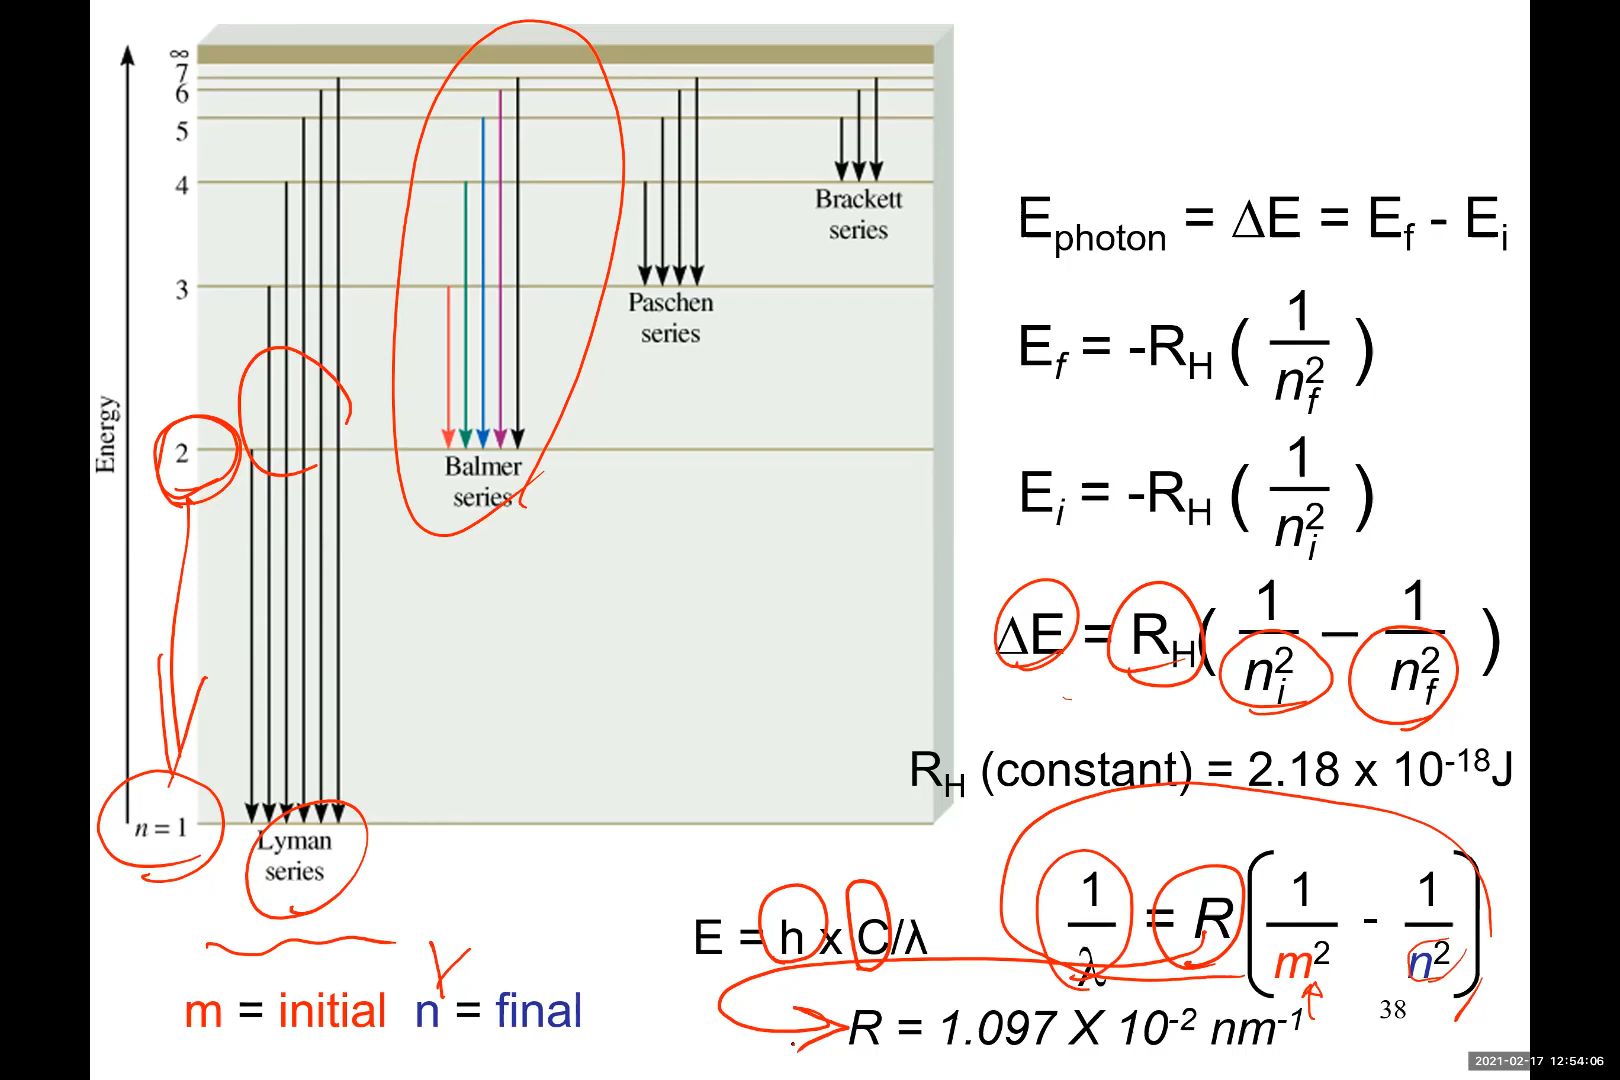 ∞
7
6
5
4
3
2
n = 1
Energy
Lyman
series
Balmer
series
Paschen
series
Brackett
series
E_photon = ΔE = E_f - E_i
E_f = -R_H ( 1/n_f^2 )
E_i = -R_H ( 1/n_i^2 )
ΔE = R_H( 1/n_i^2 − 1/n_f^2 )
R_H (constant) = 2.18 x 10^-18 J
E = h x C/λ
1/λ = R [ 1/m^2 - 1/n^2 ]
m = initial n = final
R = 1.097 X 10^-2 nm^-1
38
2021-02-17 12:54:06